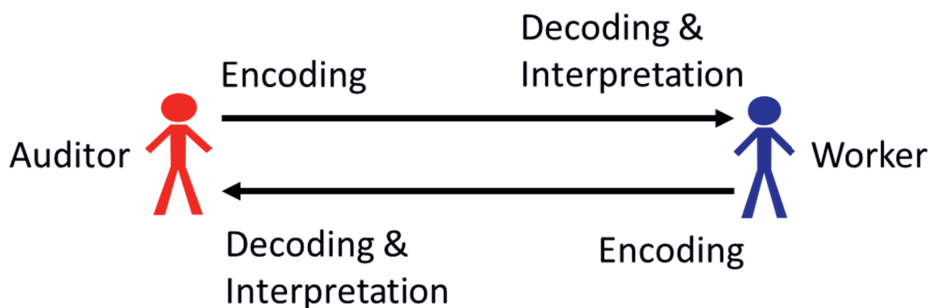 Decoding &
Encoding
Interpretation
Auditor
Worker
Decoding &
Encoding
Interpretation